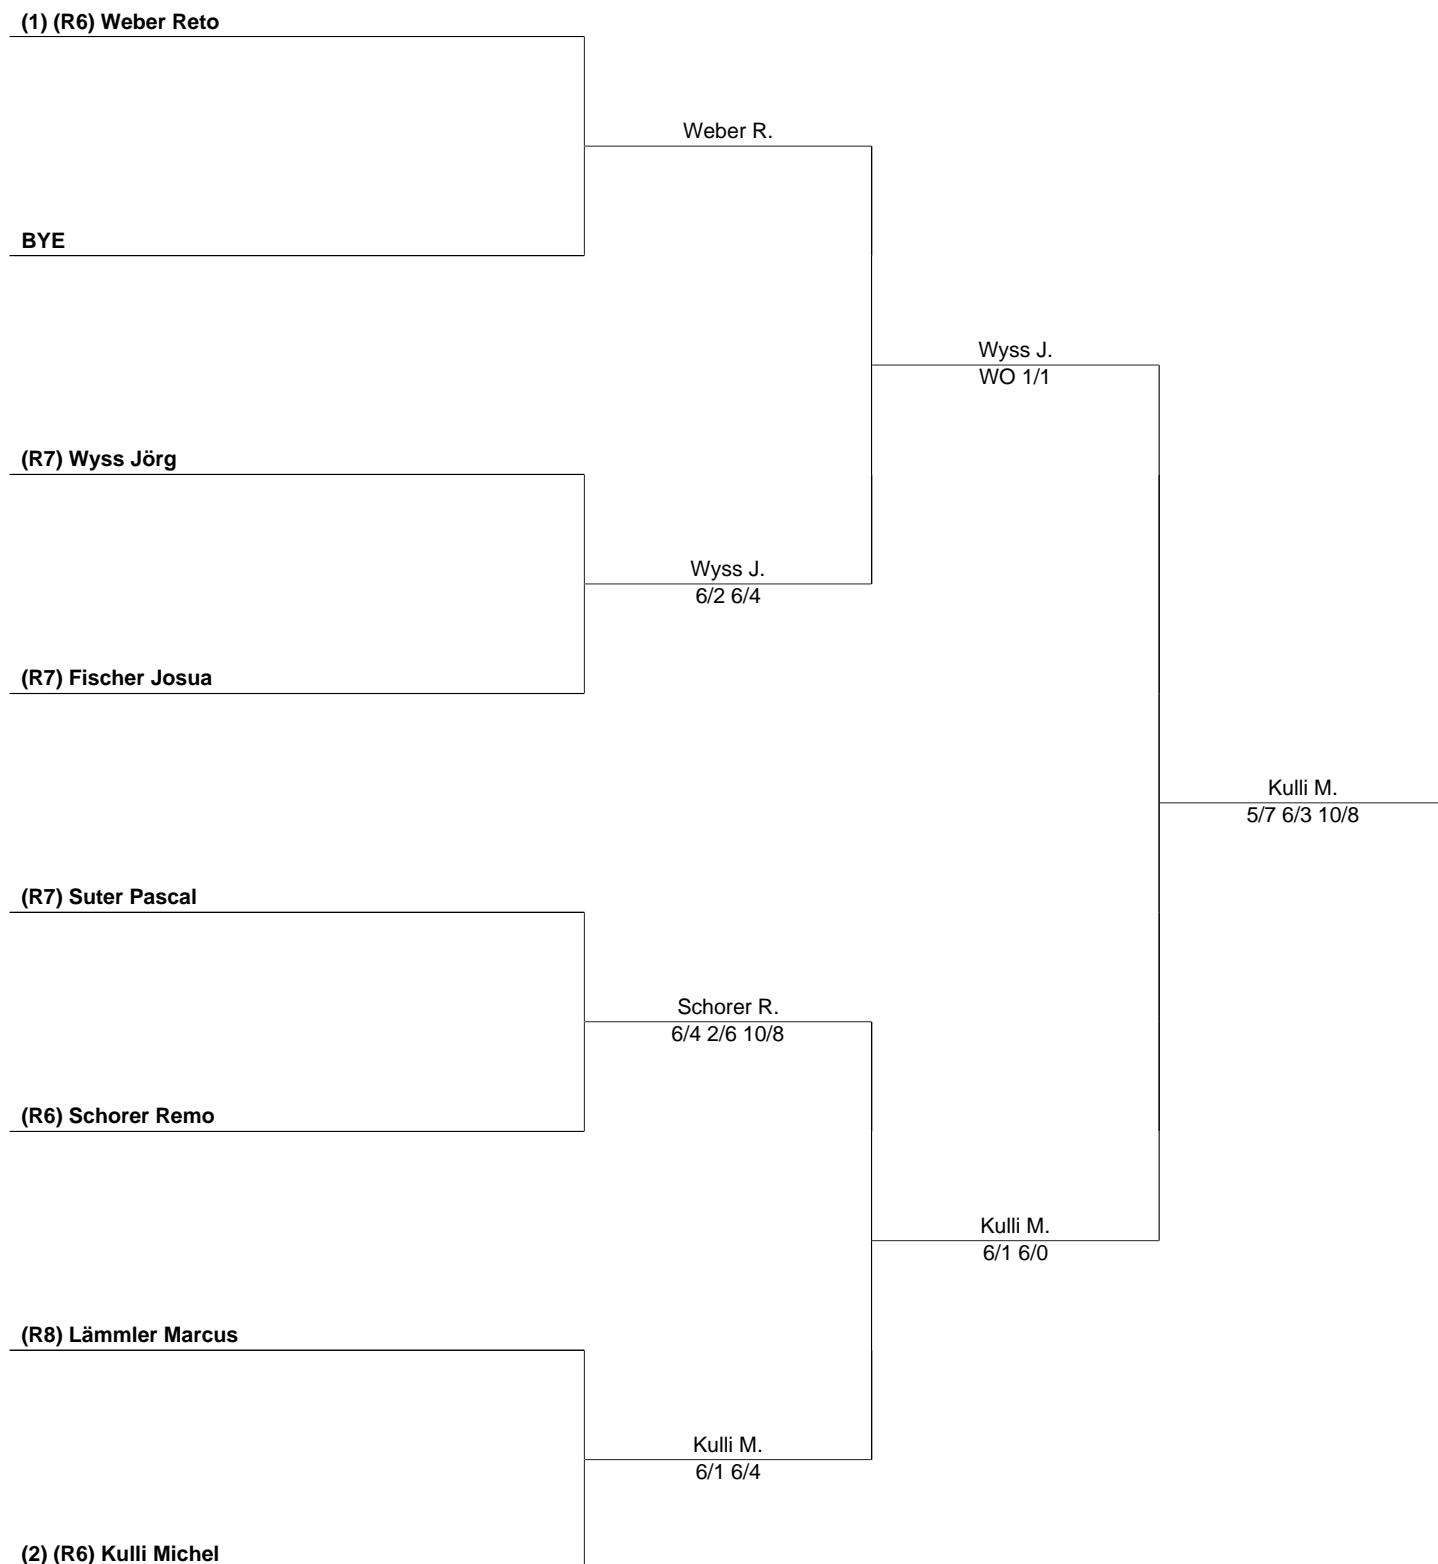 (1) (R6) Weber Reto
Weber R.
BYE
Wyss J.
WO 1/1
(R7) Wyss Jörg
Wyss J.
6/2 6/4
(R7) Fischer Josua
Kulli M.
5/7 6/3 10/8
(R7) Suter Pascal
Schorer R.
6/4 2/6 10/8
(R6) Schorer Remo
Kulli M.
6/1 6/0
(R8) Lämmler Marcus
Kulli M.
6/1 6/4
(2) (R6) Kulli Michel